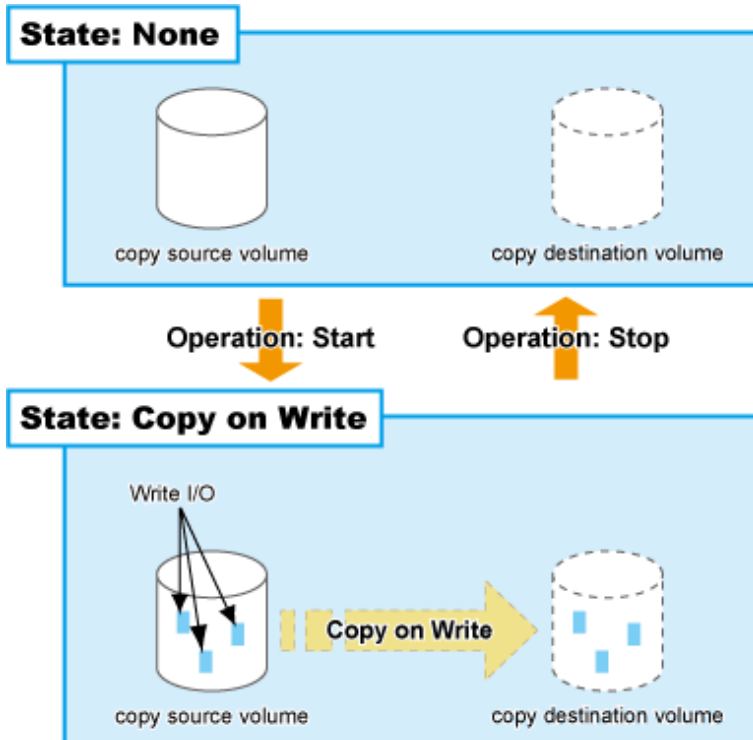 State: None
copy source volume
copy destination volume
Operation: Start
Operation: Stop
State: Copy on Write
Write I/O
Copy on Write
copy source volume
copy destination volume